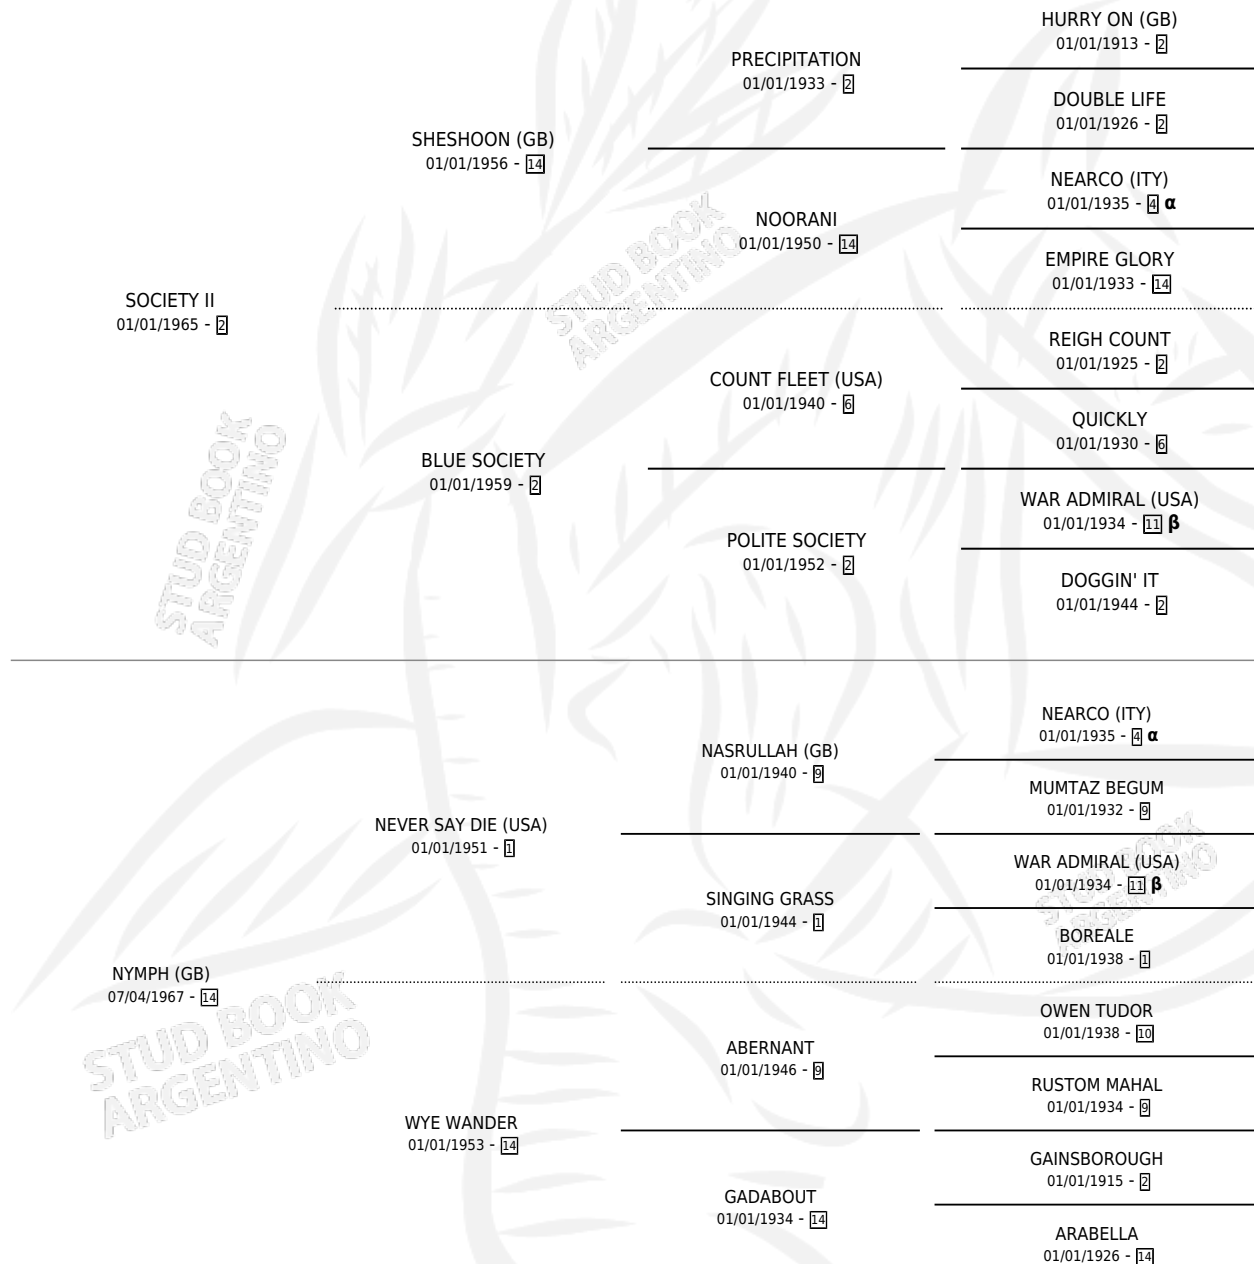 HURRY ON (GB)
01/01/1913 - 2
PRECIPITATION
01/01/1933 - 2
DOUBLE LIFE
01/01/1926 - 2
SHESHOON (GB)
01/01/1956 - 14
NEARCO (ITY)
01/01/1935 - 4 α
NOORANI
01/01/1950 - 14
EMPIRE GLORY
01/01/1933 - 14
SOCIETY II
01/01/1965 - 2
REIGH COUNT
01/01/1925 - 2
COUNT FLEET (USA)
01/01/1940 - 6
QUICKLY
01/01/1930 - 6
BLUE SOCIETY
01/01/1959 - 2
WAR ADMIRAL (USA)
01/01/1934 - 11 β
POLITE SOCIETY
01/01/1952 - 2
DOGGIN' IT
01/01/1944 - 2
NEARCO (ITY)
01/01/1935 - 4 α
NASRULLAH (GB)
01/01/1940 - 9
MUMTAZ BEGUM
01/01/1932 - 9
NEVER SAY DIE (USA)
01/01/1951 - 1
WAR ADMIRAL (USA)
01/01/1934 - 11 β
SINGING GRASS
01/01/1944 - 1
BOREALE
01/01/1938 - 1
NYMPH (GB)
07/04/1967 - 14
OWEN TUDOR
01/01/1938 - 10
ABERNANT
01/01/1946 - 9
RUSTOM MAHAL
01/01/1934 - 9
WYE WANDER
01/01/1953 - 14
GAINSBOROUGH
01/01/1915 - 2
GADABOUT
01/01/1934 - 14
ARABELLA
01/01/1926 - 14
STUD BOOK
ARGENTINO
STUD BOOK
ARGENTINO
STUD BOOK
ARGENTINO
STUD BOOK
ARGENTINO